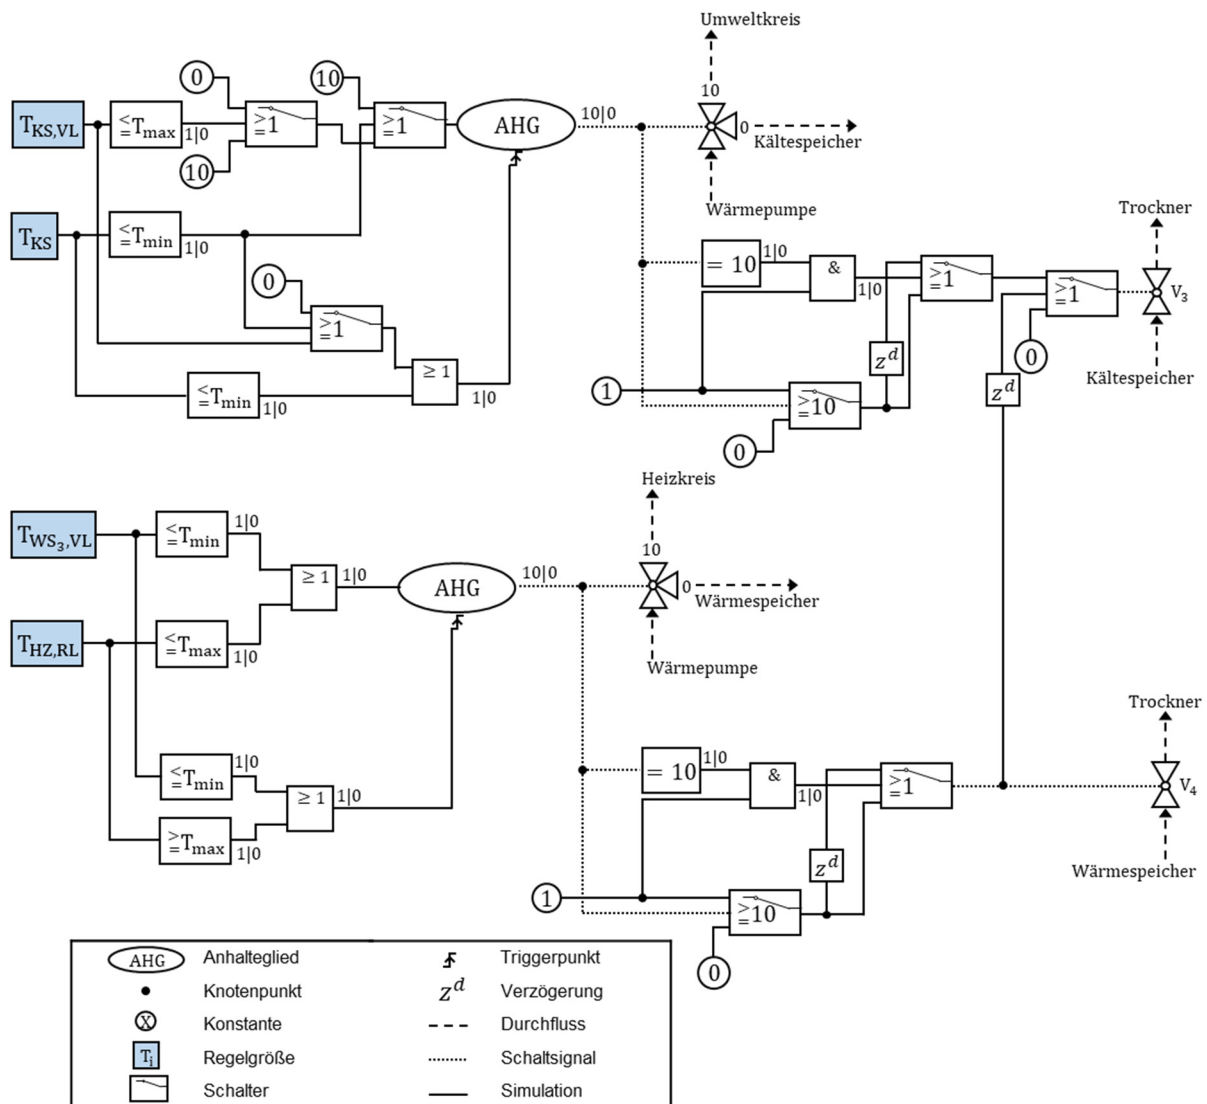 Umweltkreis
0
10
10
T_KS,VL
<= T_max
1|0
>= 1
>= 1
AHG
10|0
0
Kältespeicher
10
Wärmepumpe
Trockner
T_KS
<= T_min
1|0
= 10
1|0
&
1|0
>= 1
>= 1
V_3
0
>= 1
z^d
0
Kältespeicher
≥ 1
1|0
<= T_min
1|0
1
>= 10
z^d
0
Heizkreis
T_WS_3,VL
<= T_min
1|0
10
≥ 1
1|0
AHG
10|0
0
Wärmespeicher
T_HZ,RL
<= T_max
1|0
Wärmepumpe
Trockner
<= T_min
1|0
= 10
1|0
&
1|0
>= 1
V_4
≥ 1
1|0
>= T_max
1|0
z^d
Wärmespeicher
1
>= 10
0
AHG Anhalteglied
Triggerpunkt
Knotenpunkt
z^d Verzögerung
X Konstante
Durchfluss
T_i Regelgröße
Schaltsignal
Schalter
Simulation